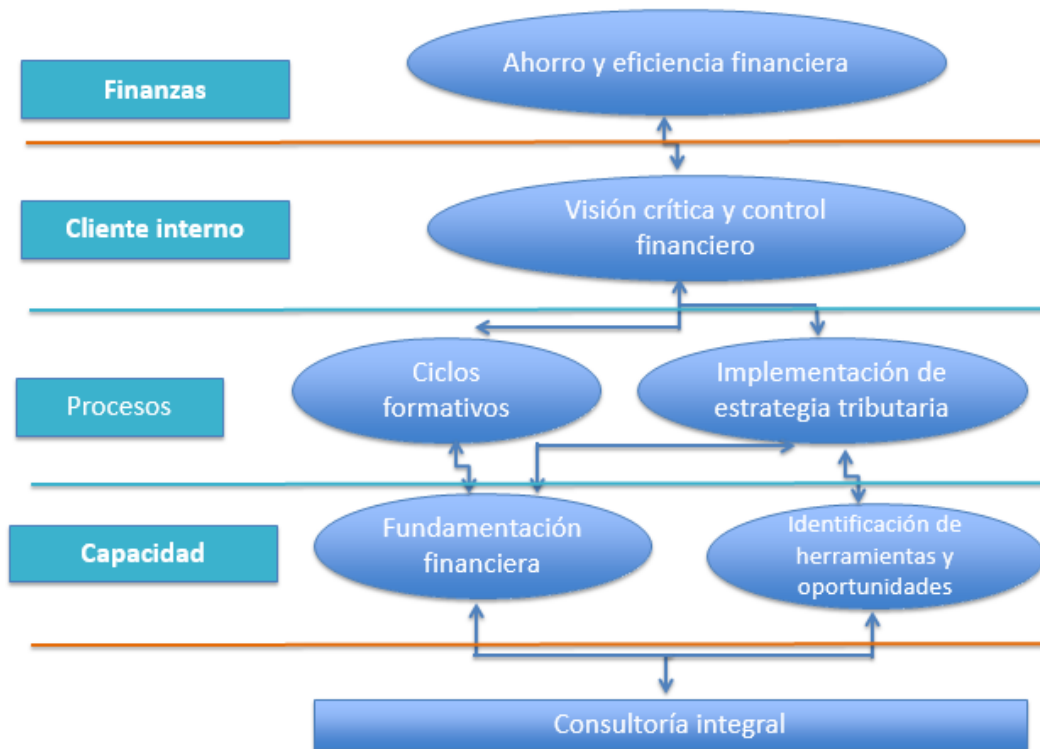 Finanzas
Ahorro y eficiencia financiera
Cliente interno
Visión crítica y control
financiero
Procesos
Ciclos
formativos
Implementación de
estrategia tributaria
Capacidad
Fundamentación
financiera
Identificación de
herramientas y
oportunidades
Consultoría integral